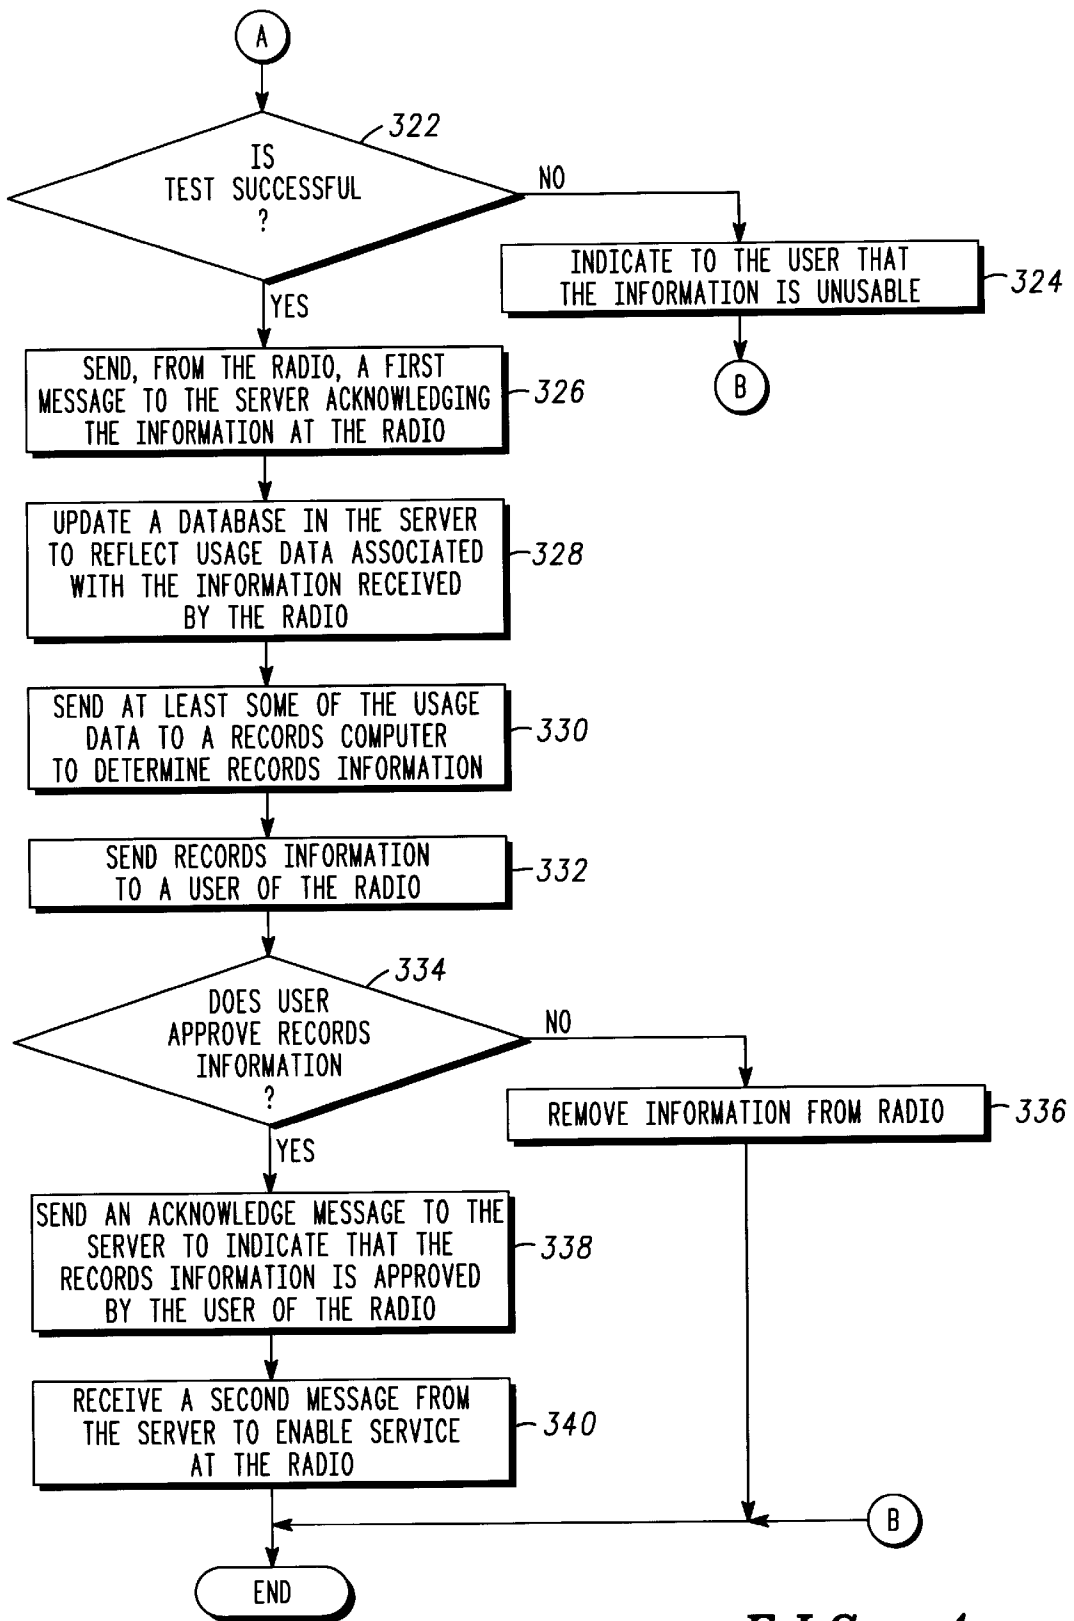 A
322
IS
TEST SUCCESSFUL
?
NO
YES
INDICATE TO THE USER THAT
THE INFORMATION IS UNUSABLE
324
B
SEND, FROM THE RADIO, A FIRST
MESSAGE TO THE SERVER ACKNOWLEDGING
THE INFORMATION AT THE RADIO
326
UPDATE A DATABASE IN THE SERVER
TO REFLECT USAGE DATA ASSOCIATED
WITH THE INFORMATION RECEIVED
BY THE RADIO
328
SEND AT LEAST SOME OF THE USAGE
DATA TO A RECORDS COMPUTER
TO DETERMINE RECORDS INFORMATION
330
SEND RECORDS INFORMATION
TO A USER OF THE RADIO
332
334
DOES USER
APPROVE RECORDS
INFORMATION
?
NO
YES
REMOVE INFORMATION FROM RADIO
336
SEND AN ACKNOWLEDGE MESSAGE TO THE
SERVER TO INDICATE THAT THE
RECORDS INFORMATION IS APPROVED
BY THE USER OF THE RADIO
338
RECEIVE A SECOND MESSAGE FROM
THE SERVER TO ENABLE SERVICE
AT THE RADIO
340
B
END